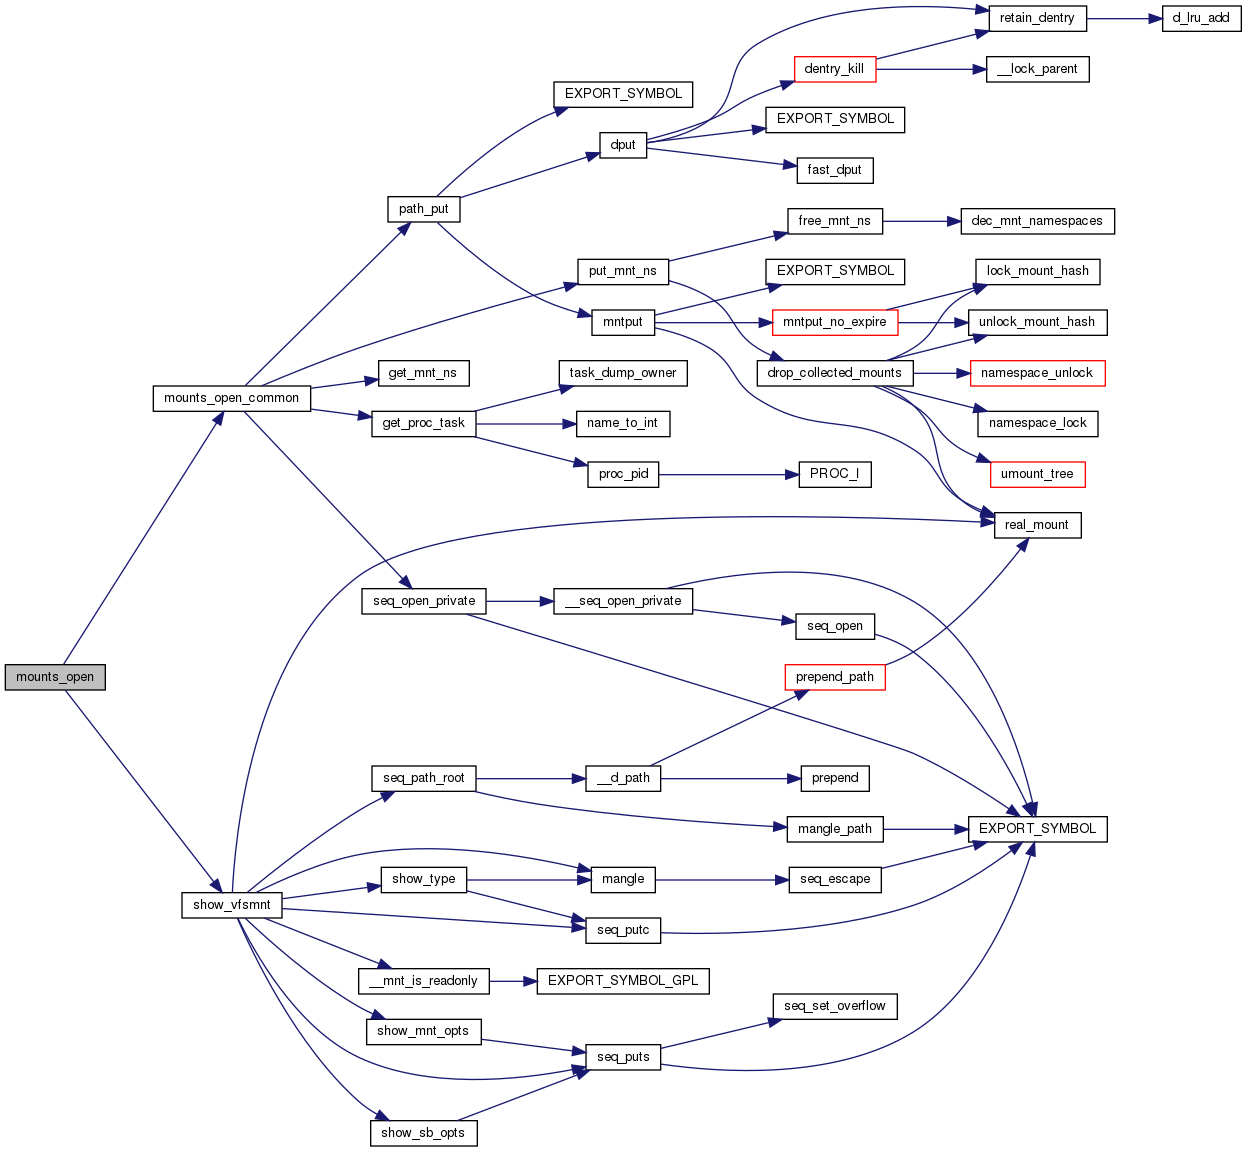 retain_dentry
d_lru_add
dentry_kill
__lock_parent
EXPORT_SYMBOL
EXPORT_SYMBOL
dput
fast_dput
path_put
free_mnt_ns
dec_mnt_namespaces
put_mnt_ns
EXPORT_SYMBOL
lock_mount_hash
mntput
mntput_no_expire
unlock_mount_hash
get_mnt_ns
task_dump_owner
drop_collected_mounts
namespace_unlock
mounts_open_common
get_proc_task
name_to_int
namespace_lock
proc_pid
PROC_I
umount_tree
real_mount
seq_open_private
__seq_open_private
seq_open
mounts_open
prepend_path
seq_path_root
__d_path
prepend
mangle_path
EXPORT_SYMBOL
show_type
mangle
seq_escape
show_vfsmnt
seq_putc
__mnt_is_readonly
EXPORT_SYMBOL_GPL
seq_set_overflow
show_mnt_opts
seq_puts
show_sb_opts